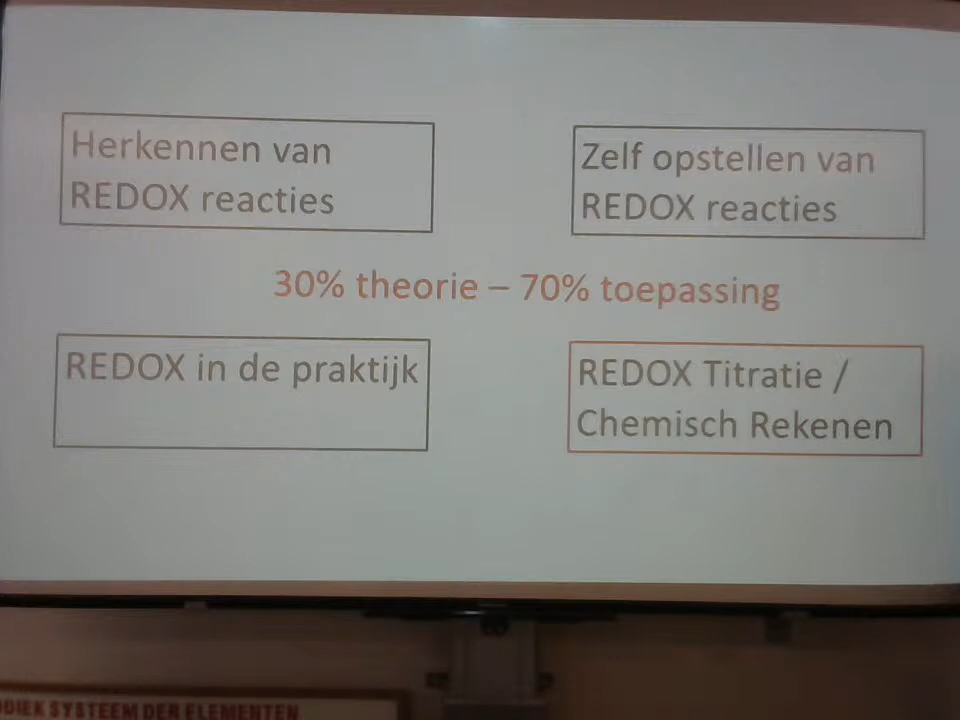 Herkennen van
REDOX reacties
Zelf opstellen van
REDOX reacties
30% theorie – 70% toepassing
REDOX in de praktijk
REDOX Titratie /
Chemisch Rekenen
ODIEK SYSTEEM DER ELEMENTEN